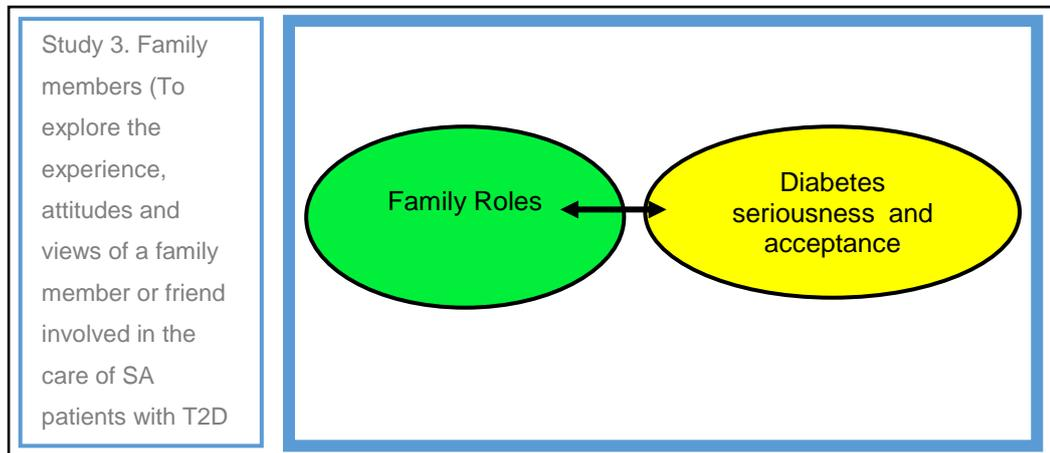 Study 3. Family
members (To
explore the
experience,
attitudes and
views of a family
member or friend
involved in the
care of SA
patients with T2D
Family Roles
Diabetes
seriousness and
acceptance